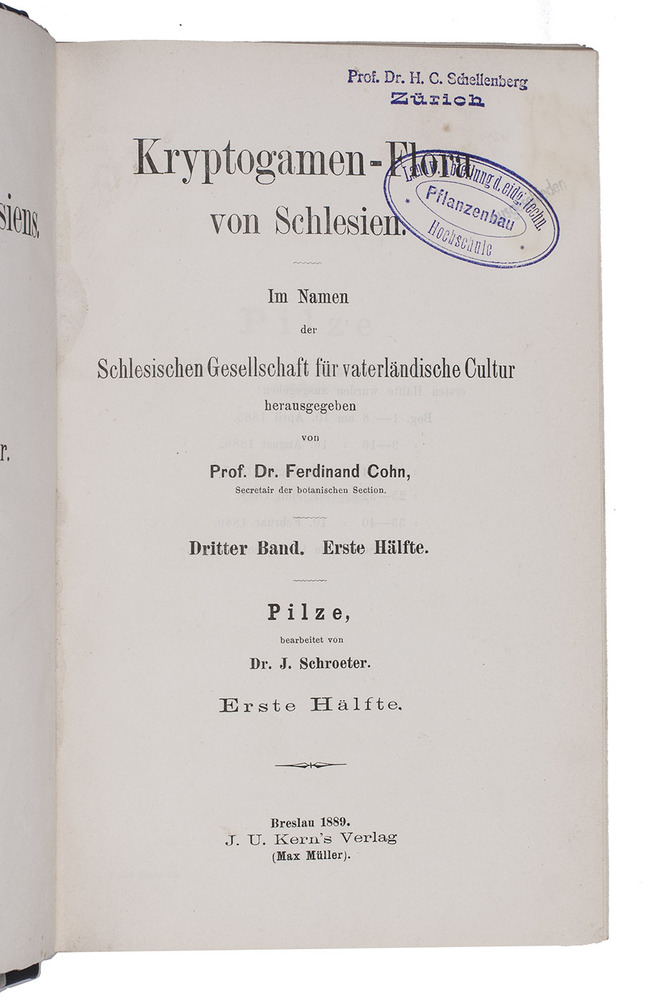 Prof. Dr. H. C. Schellenberg
Zürich
Kryptogamen-Flora
von Schlesien.
Pflanzenbau
Hochschule
Im Namen
der
Schlesischen Gesellschaft für vaterländische Cultur
herausgegeben
von
Prof. Dr. Ferdinand Cohn,
Secretair der botanischen Section.
Dritter Band. Erste Hälfte.
Pilze,
bearbeitet von
Dr. J. Schroeter.
Erste Hälfte.
Breslau 1889.
J. U. Kern's Verlag
(Max Müller).
siens.
r.